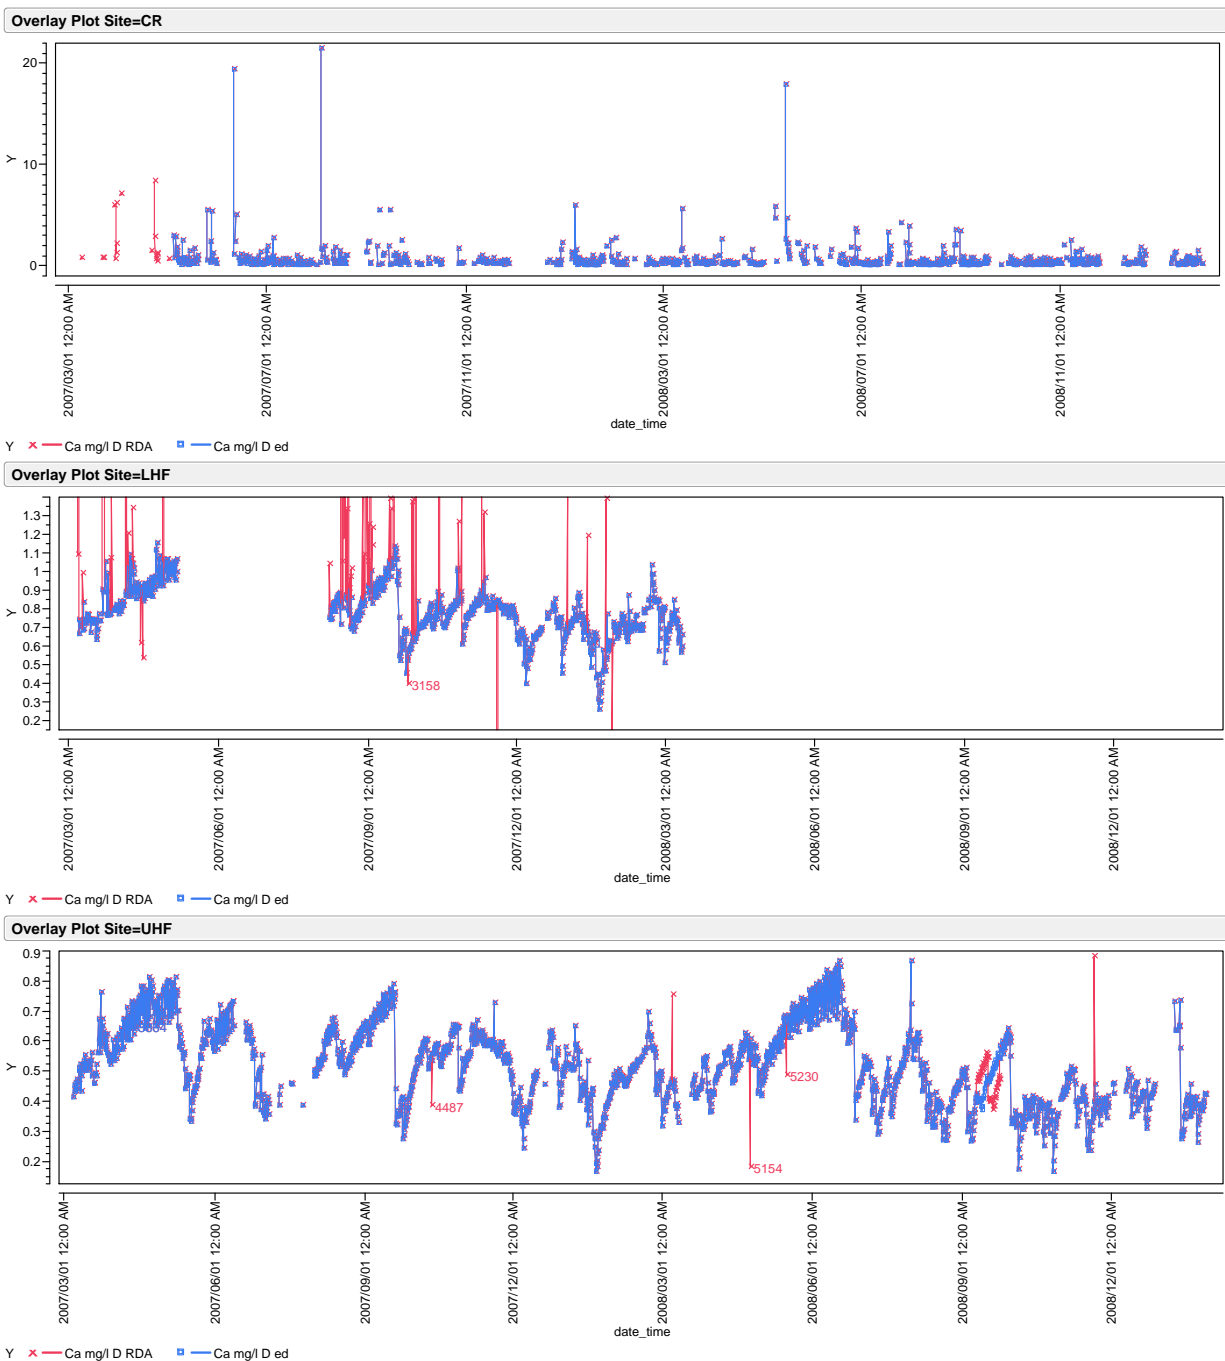 Overlay Plot Site=CR
20
10
0
Y
2007/03/01 12:00 AM
2007/07/01 12:00 AM
2007/11/01 12:00 AM
2008/03/01 12:00 AM
2008/07/01 12:00 AM
2008/11/01 12:00 AM
date_time
Y Ca mg/l D RDA Ca mg/l D ed
Overlay Plot Site=LHF
1.3
1.2
1.1
1
0.9
0.8
0.7
0.6
0.5
0.4
0.3
0.2
Y
3158
2007/03/01 12:00 AM
2007/06/01 12:00 AM
2007/09/01 12:00 AM
2007/12/01 12:00 AM
2008/03/01 12:00 AM
2008/06/01 12:00 AM
2008/09/01 12:00 AM
2008/12/01 12:00 AM
date_time
Y Ca mg/l D RDA Ca mg/l D ed
Overlay Plot Site=UHF
0.9
0.8
0.7
0.6
0.5
0.4
0.3
0.2
Y
4487
5154
5230
2007/03/01 12:00 AM
2007/06/01 12:00 AM
2007/09/01 12:00 AM
2007/12/01 12:00 AM
2008/03/01 12:00 AM
2008/06/01 12:00 AM
2008/09/01 12:00 AM
2008/12/01 12:00 AM
date_time
Y Ca mg/l D RDA Ca mg/l D ed